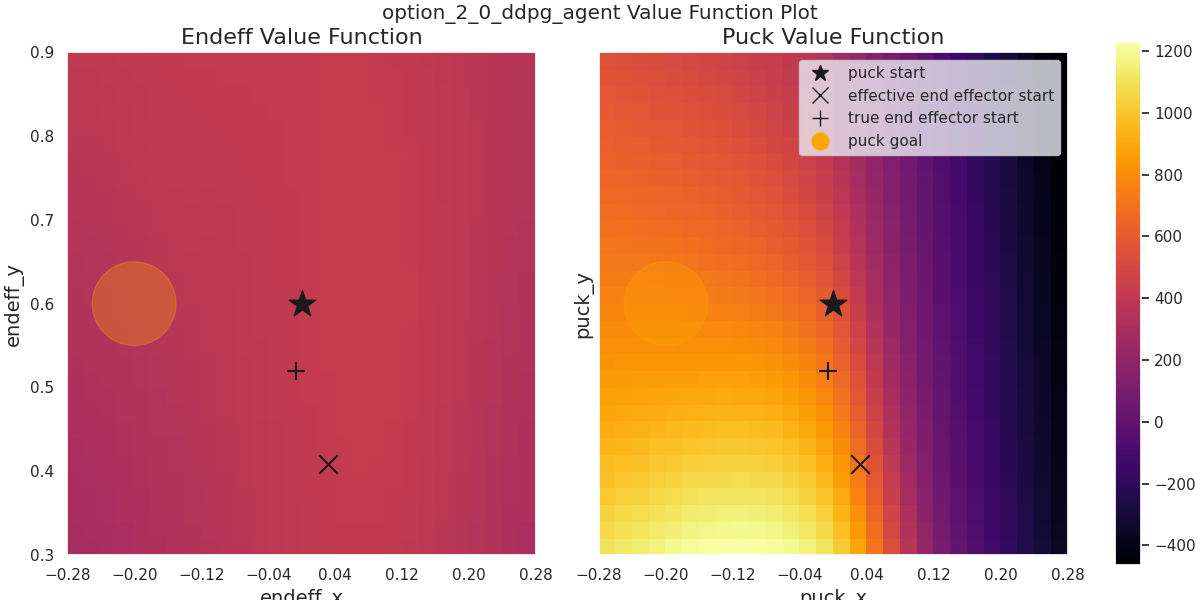 option_2_0_ddpg_agent Value Function Plot
Endeff Value Function
0.9
0.8
0.7
0.6
0.5
0.4
0.3
endeff_y
−0.28 −0.20 −0.12 −0.04 0.04 0.12 0.20 0.28
endeff_x
Puck Value Function
puck start
effective end effector start
true end effector start
puck goal
puck_y
−0.28 −0.20 −0.12 −0.04 0.04 0.12 0.20 0.28
puck_x
1200
1000
800
600
400
200
0
−200
−400